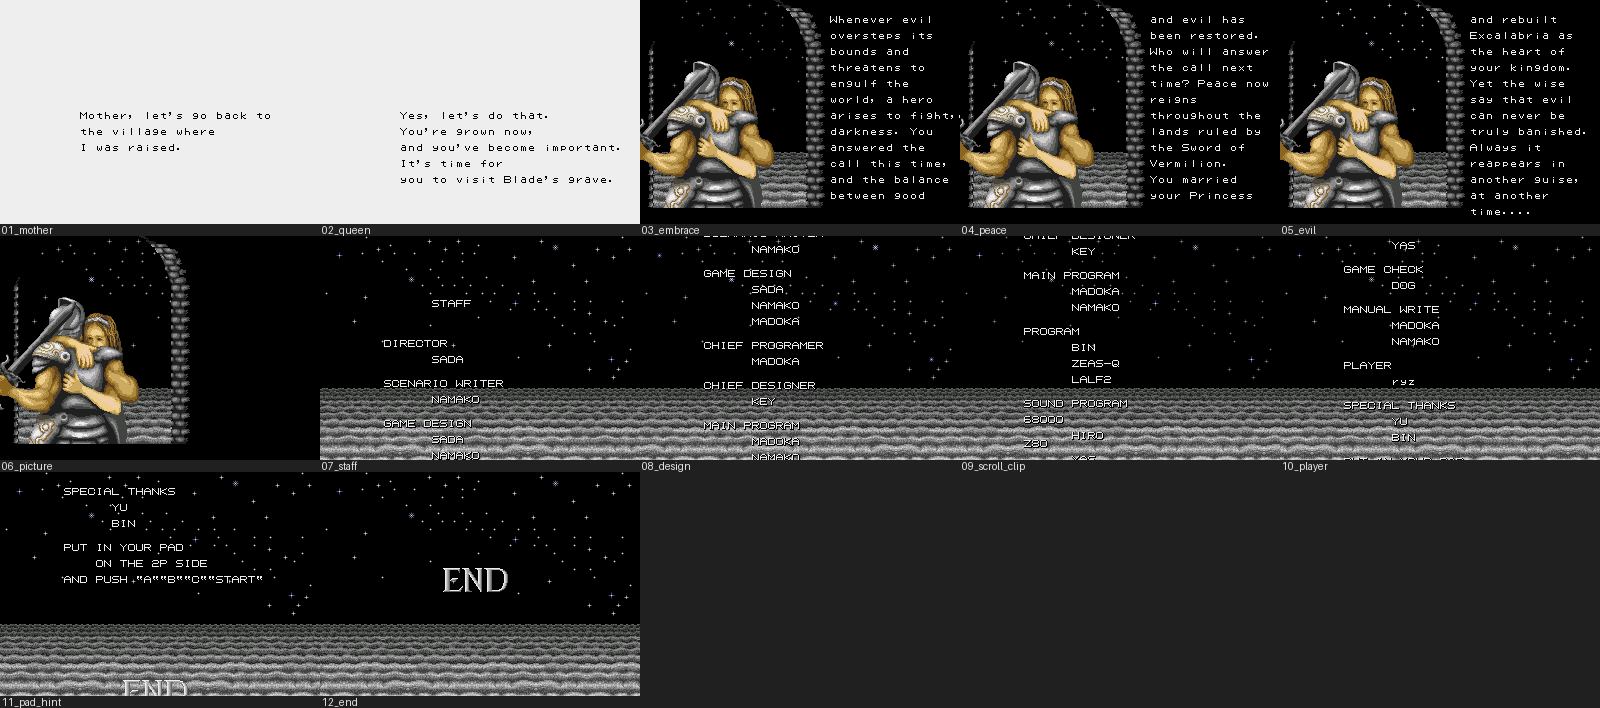 Mother, let's go back to
the village where
I was raised.
01_mother
Yes, let's do that.
You're grown now,
and you've become important.
It's time for
you to visit Blade's grave.
02_queen
Whenever evil
oversteps its
bounds and
threatens to
engulf the
world, a hero
arises to fight,
darkness. You
answered the
call this time,
and the balance
between good
03_embrace
and evil has
been restored.
Who will answer
the call next
time? Peace now
reigns
throughout the
lands ruled by
the Sword of
Vermilion.
You married
your Princess
04_peace
and rebuilt
Excalabria as
the heart of
your kingdom.
Yet the wise
say that evil
can never be
truly banished.
Always it
reappears in
another guise,
at another
time....
05_evil
06_picture
STAFF
DIRECTOR
SADA
SCENARIO WRITER
NAMAKO
GAME DESIGN
SADA
NAMAKO
07_staff
SCENARIO WRITER
NAMAKO
GAME DESIGN
SADA
NAMAKO
MADOKA
CHIEF PROGRAMER
MADOKA
CHIEF DESIGNER
KEY
MAIN PROGRAM
MADOKA
NAMAKO
08_design
CHIEF DESIGNER
KEY
MAIN PROGRAM
MADOKA
NAMAKO
PROGRAM
BIN
ZEAS-Q
LALF2
SOUND PROGRAM
68000
HIRO
Z80
YAS
09_scroll_clip
YAS
GAME CHECK
DOG
MANUAL WRITE
MADOKA
NAMAKO
PLAYER
ryz
SPECIAL THANKS
YU
BIN
PUT IN YOUR PAD
10_player
SPECIAL THANKS
YU
BIN
PUT IN YOUR PAD
ON THE 2P SIDE
AND PUSH "A""B""C""START"
END
11_pad_hint
END
12_end